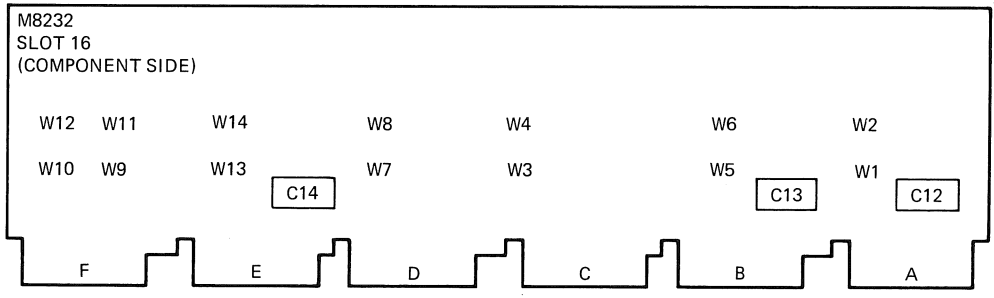 M8232
SLOT 16
(COMPONENT SIDE)
W12 W11 W14 W8 W4 W6 W2
W10 W9 W13 W7 W3 W5 W1
C14 C13 C12
F E D C B A